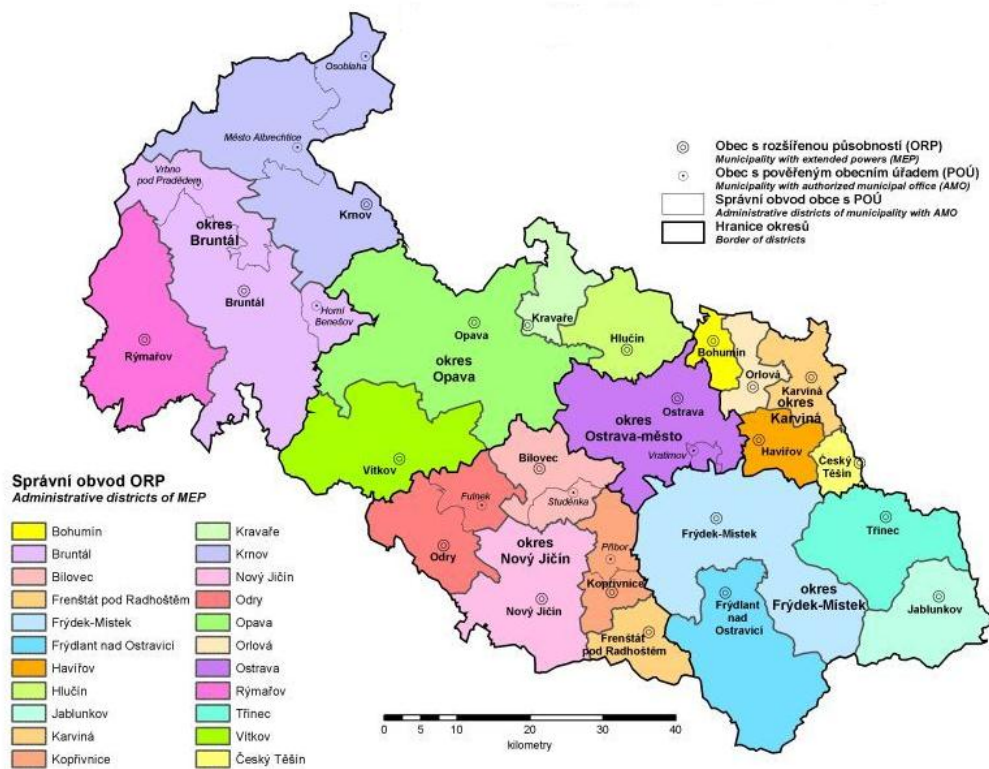 Osoblaha
Město Albrechtice
Vrbno
pod Pradědem
Krnov
okres
Bruntál
Bruntál
Horní
Benešov
Rýmařov
Obec s rozšířenou působností (ORP)
Municipality with extended powers (MEP)
Obec s pověřeným obecním úřadem (POÚ)
Municipality with authorized municipal office (AMO)
Správní obvod obce s POÚ
Administrative districts of municipality with AMO
Hranice okresů
Border of districts
Opava
Kravaře
Hlučín
okres
Opava
Bohumín
Orlová
Karviná
okres
Karviná
Ostrava
okres
Ostrava-město
Vratimov
Havířov
Český
Těšín
Vítkov
Bílovec
Studénka
Fulnek
Odry
okres
Nový Jičín
Nový Jičín
Příbor
Kopřivnice
Frenštát
pod Radhoštěm
Frýdek-Místek
Třinec
Frýdlant
nad
Ostravicí
okres
Frýdek-Místek
Jablunkov
Správní obvod ORP
Administrative districts of MEP
Bohumín
Bruntál
Bílovec
Frenštát pod Radhoštěm
Frýdek-Místek
Frýdlant nad Ostravicí
Havířov
Hlučín
Jablunkov
Karviná
Kopřivnice
Kravaře
Krnov
Nový Jičín
Odry
Opava
Orlová
Ostrava
Rýmařov
Třinec
Vítkov
Český Těšín
0 10 20 30 40
kilometry